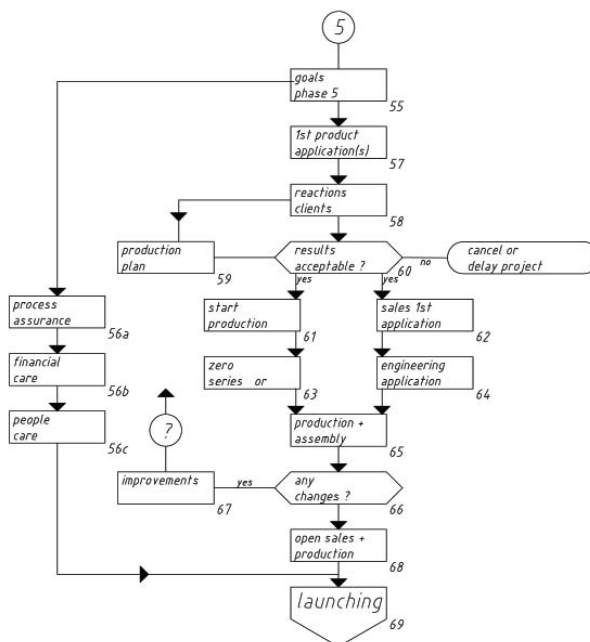 5
goals
phase 5
55
1st product
application(s)
57
reactions
clients
58
production
plan
59
results
acceptable ?
60
no
cancel or
delay project
yes
yes
process
assurance
56a
start
production
61
sales 1st
application
62
financial
care
56b
zero
series or
63
engineering
application
64
people
care
56c
?
production +
assembly
65
improvements
67
yes
any
changes ?
66
open sales +
production
68
launching
69